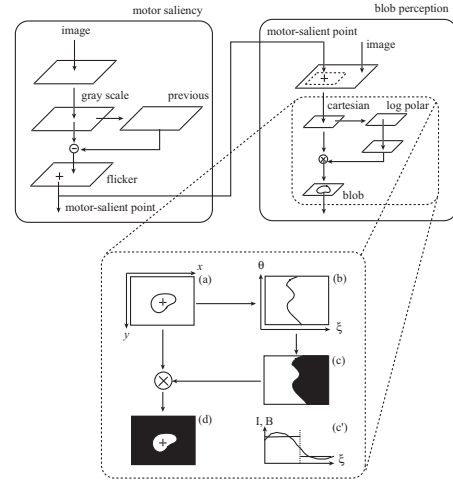 motor saliency
image
gray scale
previous
flicker
motor-salient point
blob perception
motor-salient point
image
cartesian
log polar
blob
x
(a)
y
θ
(b)
ξ
(c)
(d)
I, B
(c')
ξ